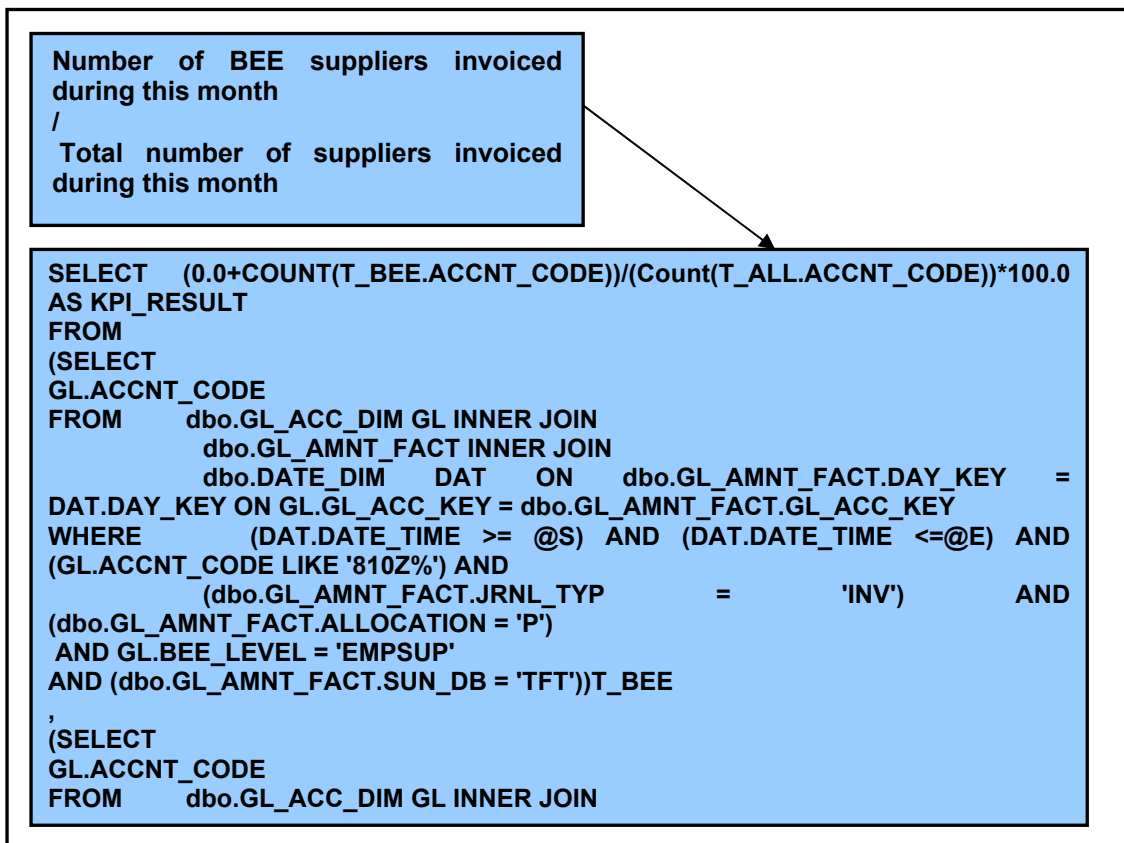 Number of BEE suppliers invoiced
during this month
/
Total number of suppliers invoiced
during this month
SELECT (0.0+COUNT(T_BEE.ACCNT_CODE))/(Count(T_ALL.ACCNT_CODE))*100.0
AS KPI_RESULT
FROM
(SELECT
GL.ACCNT_CODE
FROM dbo.GL_ACC_DIM GL INNER JOIN
dbo.GL_AMNT_FACT INNER JOIN
dbo.DATE_DIM DAT ON dbo.GL_AMNT_FACT.DAY_KEY =
DAT.DAY_KEY ON GL.GL_ACC_KEY = dbo.GL_AMNT_FACT.GL_ACC_KEY
WHERE (DAT.DATE_TIME >= @S) AND (DAT.DATE_TIME <=@E) AND
(GL.ACCNT_CODE LIKE '810Z%') AND
(dbo.GL_AMNT_FACT.JRNL_TYP = 'INV') AND
(dbo.GL_AMNT_FACT.ALLOCATION = 'P')
AND GL.BEE_LEVEL = 'EMPSUP'
AND (dbo.GL_AMNT_FACT.SUN_DB = 'TFT'))T_BEE
,
(SELECT
GL.ACCNT_CODE
FROM dbo.GL_ACC_DIM GL INNER JOIN